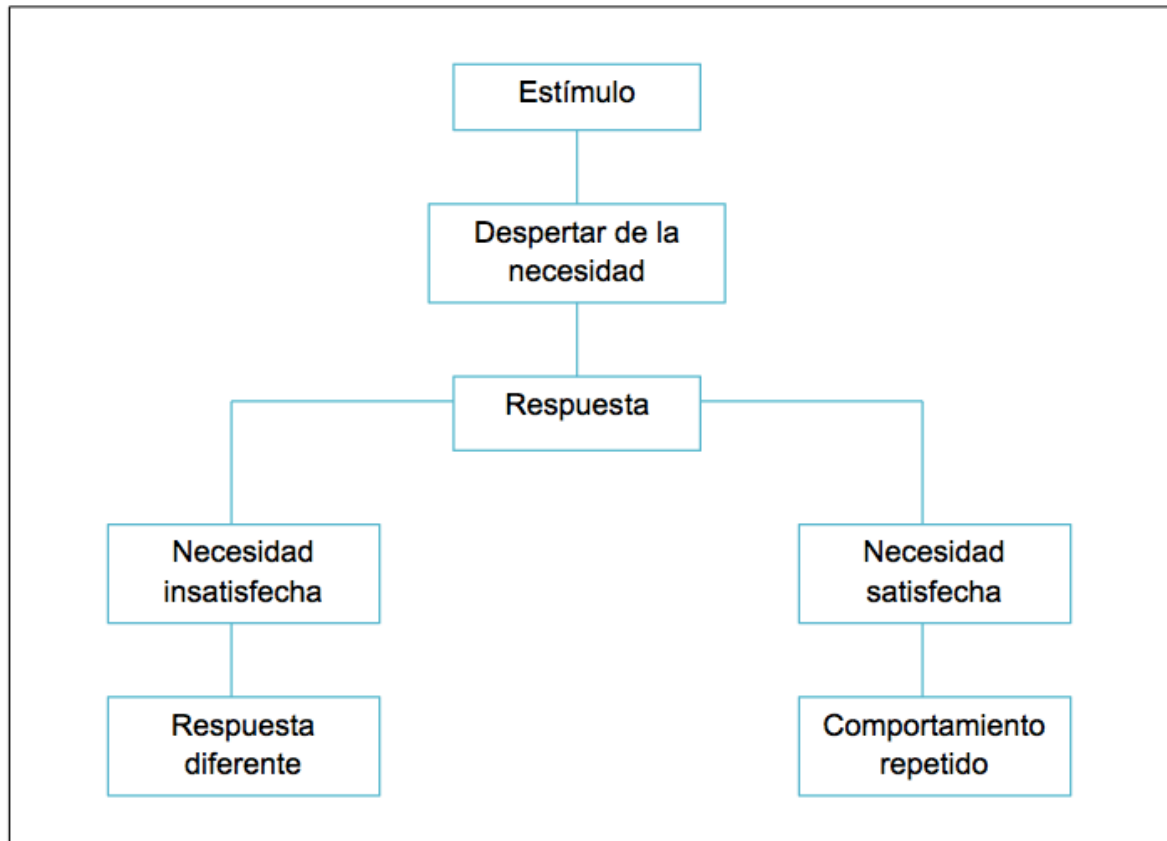 Estímulo
Despertar de la
necesidad
Respuesta
Necesidad
insatisfecha
Necesidad
satisfecha
Respuesta
diferente
Comportamiento
repetido